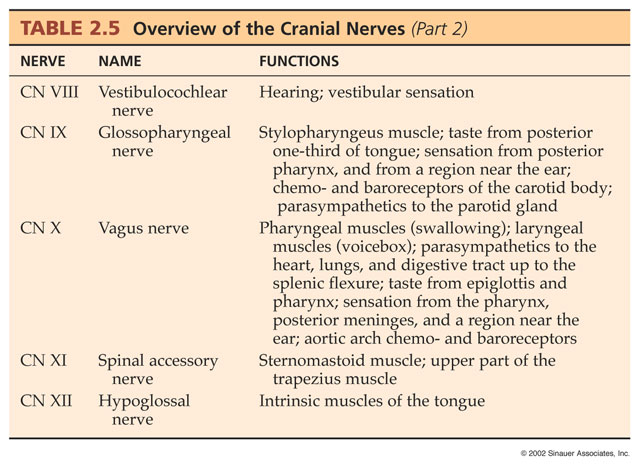 TABLE 2.5 Overview of the Cranial Nerves (Part 2)
NERVE NAME FUNCTIONS
CN VIII Vestibulocochlear Hearing; vestibular sensation
nerve
CN IX Glossopharyngeal Stylopharyngeus muscle; taste from posterior
nerve one-third of tongue; sensation from posterior
pharynx, and from a region near the ear;
chemo- and baroreceptors of the carotid body;
parasympathetics to the parotid gland
CN X Vagus nerve Pharyngeal muscles (swallowing); laryngeal
muscles (voicebox); parasympathetics to the
heart, lungs, and digestive tract up to the
splenic flexure; taste from epiglottis and
pharynx; sensation from the pharynx,
posterior meninges, and a region near the
ear; aortic arch chemo- and baroreceptors
CN XI Spinal accessory Sternomastoid muscle; upper part of the
nerve trapezius muscle
CN XII Hypoglossal Intrinsic muscles of the tongue
nerve
© 2002 Sinauer Associates, Inc.